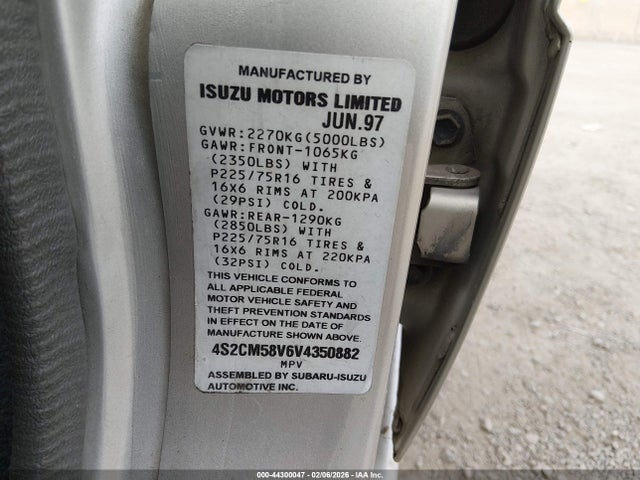 MANUFACTURED BY
ISUZU MOTORS LIMITED
JUN.97
GVWR:2270KG(5000LBS)
GAWR:FRONT-1065KG
(2350LBS) WITH
P225/75R16 TIRES &
16X6 RIMS AT 200KPA
(29PSI) COLD.
GAWR:REAR-1290KG
(2850LBS) WITH
P225/75R16 TIRES &
16X6 RIMS AT 220KPA
(32PSI) COLD.
THIS VEHICLE CONFORMS TO
ALL APPLICABLE FEDERAL
MOTOR VEHICLE SAFETY AND
THEFT PREVENTION STANDARDS
IN EFFECT ON THE DATE OF
MANUFACTURE SHOWN ABOVE.
4S2CM58V6V4350882
MPV
ASSEMBLED BY SUBARU-ISUZU
AUTOMOTIVE INC.
000-44300047 - 02/06/2026 - IAAI.COM